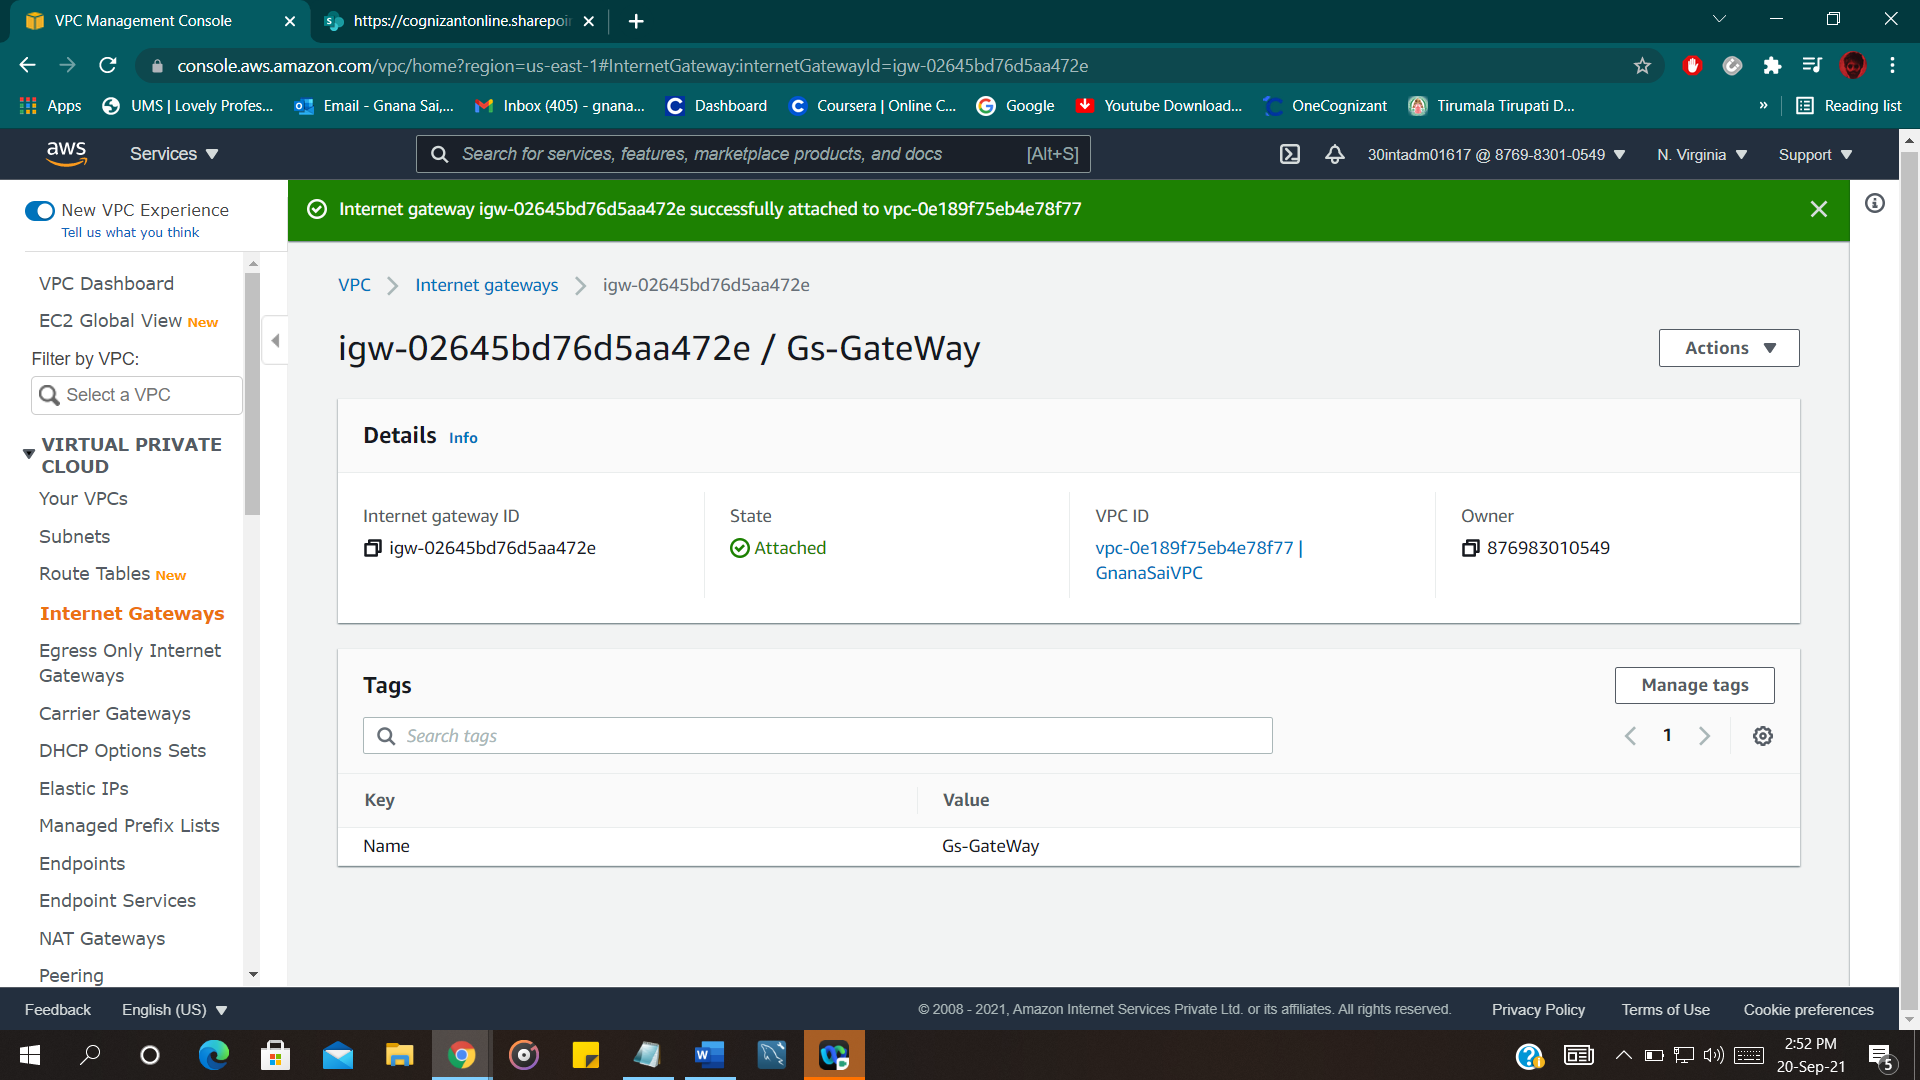 VPC Management Console
https://cognizantonline.sharepoin
console.aws.amazon.com/vpc/home?region=us-east-1#InternetGateway:internetGatewayId=igw-02645bd76d5aa472e
Apps
UMS | Lovely Profes...
Email - Gnana Sai,...
Inbox (405) - gnana...
Dashboard
Coursera | Online C...
Google
Youtube Download...
OneCognizant
Tirumala Tirupati D...
»
Reading list
aws
Services
Search for services, features, marketplace products, and docs
[Alt+S]
30intadm01617 @ 8769-8301-0549
N. Virginia
Support
New VPC Experience
Tell us what you think
Internet gateway igw-02645bd76d5aa472e successfully attached to vpc-0e189f75eb4e78f77
VPC Dashboard
EC2 Global View New
Filter by VPC:
Select a VPC
VIRTUAL PRIVATE
CLOUD
Your VPCs
Subnets
Route Tables New
Internet Gateways
Egress Only Internet
Gateways
Carrier Gateways
DHCP Options Sets
Elastic IPs
Managed Prefix Lists
Endpoints
Endpoint Services
NAT Gateways
Peering
VPC
Internet gateways
igw-02645bd76d5aa472e
igw-02645bd76d5aa472e / Gs-GateWay
Actions
Details Info
Internet gateway ID
igw-02645bd76d5aa472e
State
Attached
VPC ID
vpc-0e189f75eb4e78f77 |
GnanaSaiVPC
Owner
876983010549
Tags
Manage tags
Search tags
1
Key
Value
Name
Gs-GateWay
Feedback
English (US)
© 2008 - 2021, Amazon Internet Services Private Ltd. or its affiliates. All rights reserved.
Privacy Policy
Terms of Use
Cookie preferences
2:52 PM
20-Sep-21
5